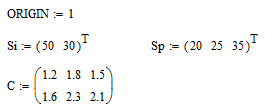 ORIGIN := 1
Si := (50 30)^T Sp := (20 25 35)^T
C := (1.2 1.8 1.5
1.6 2.3 2.1)